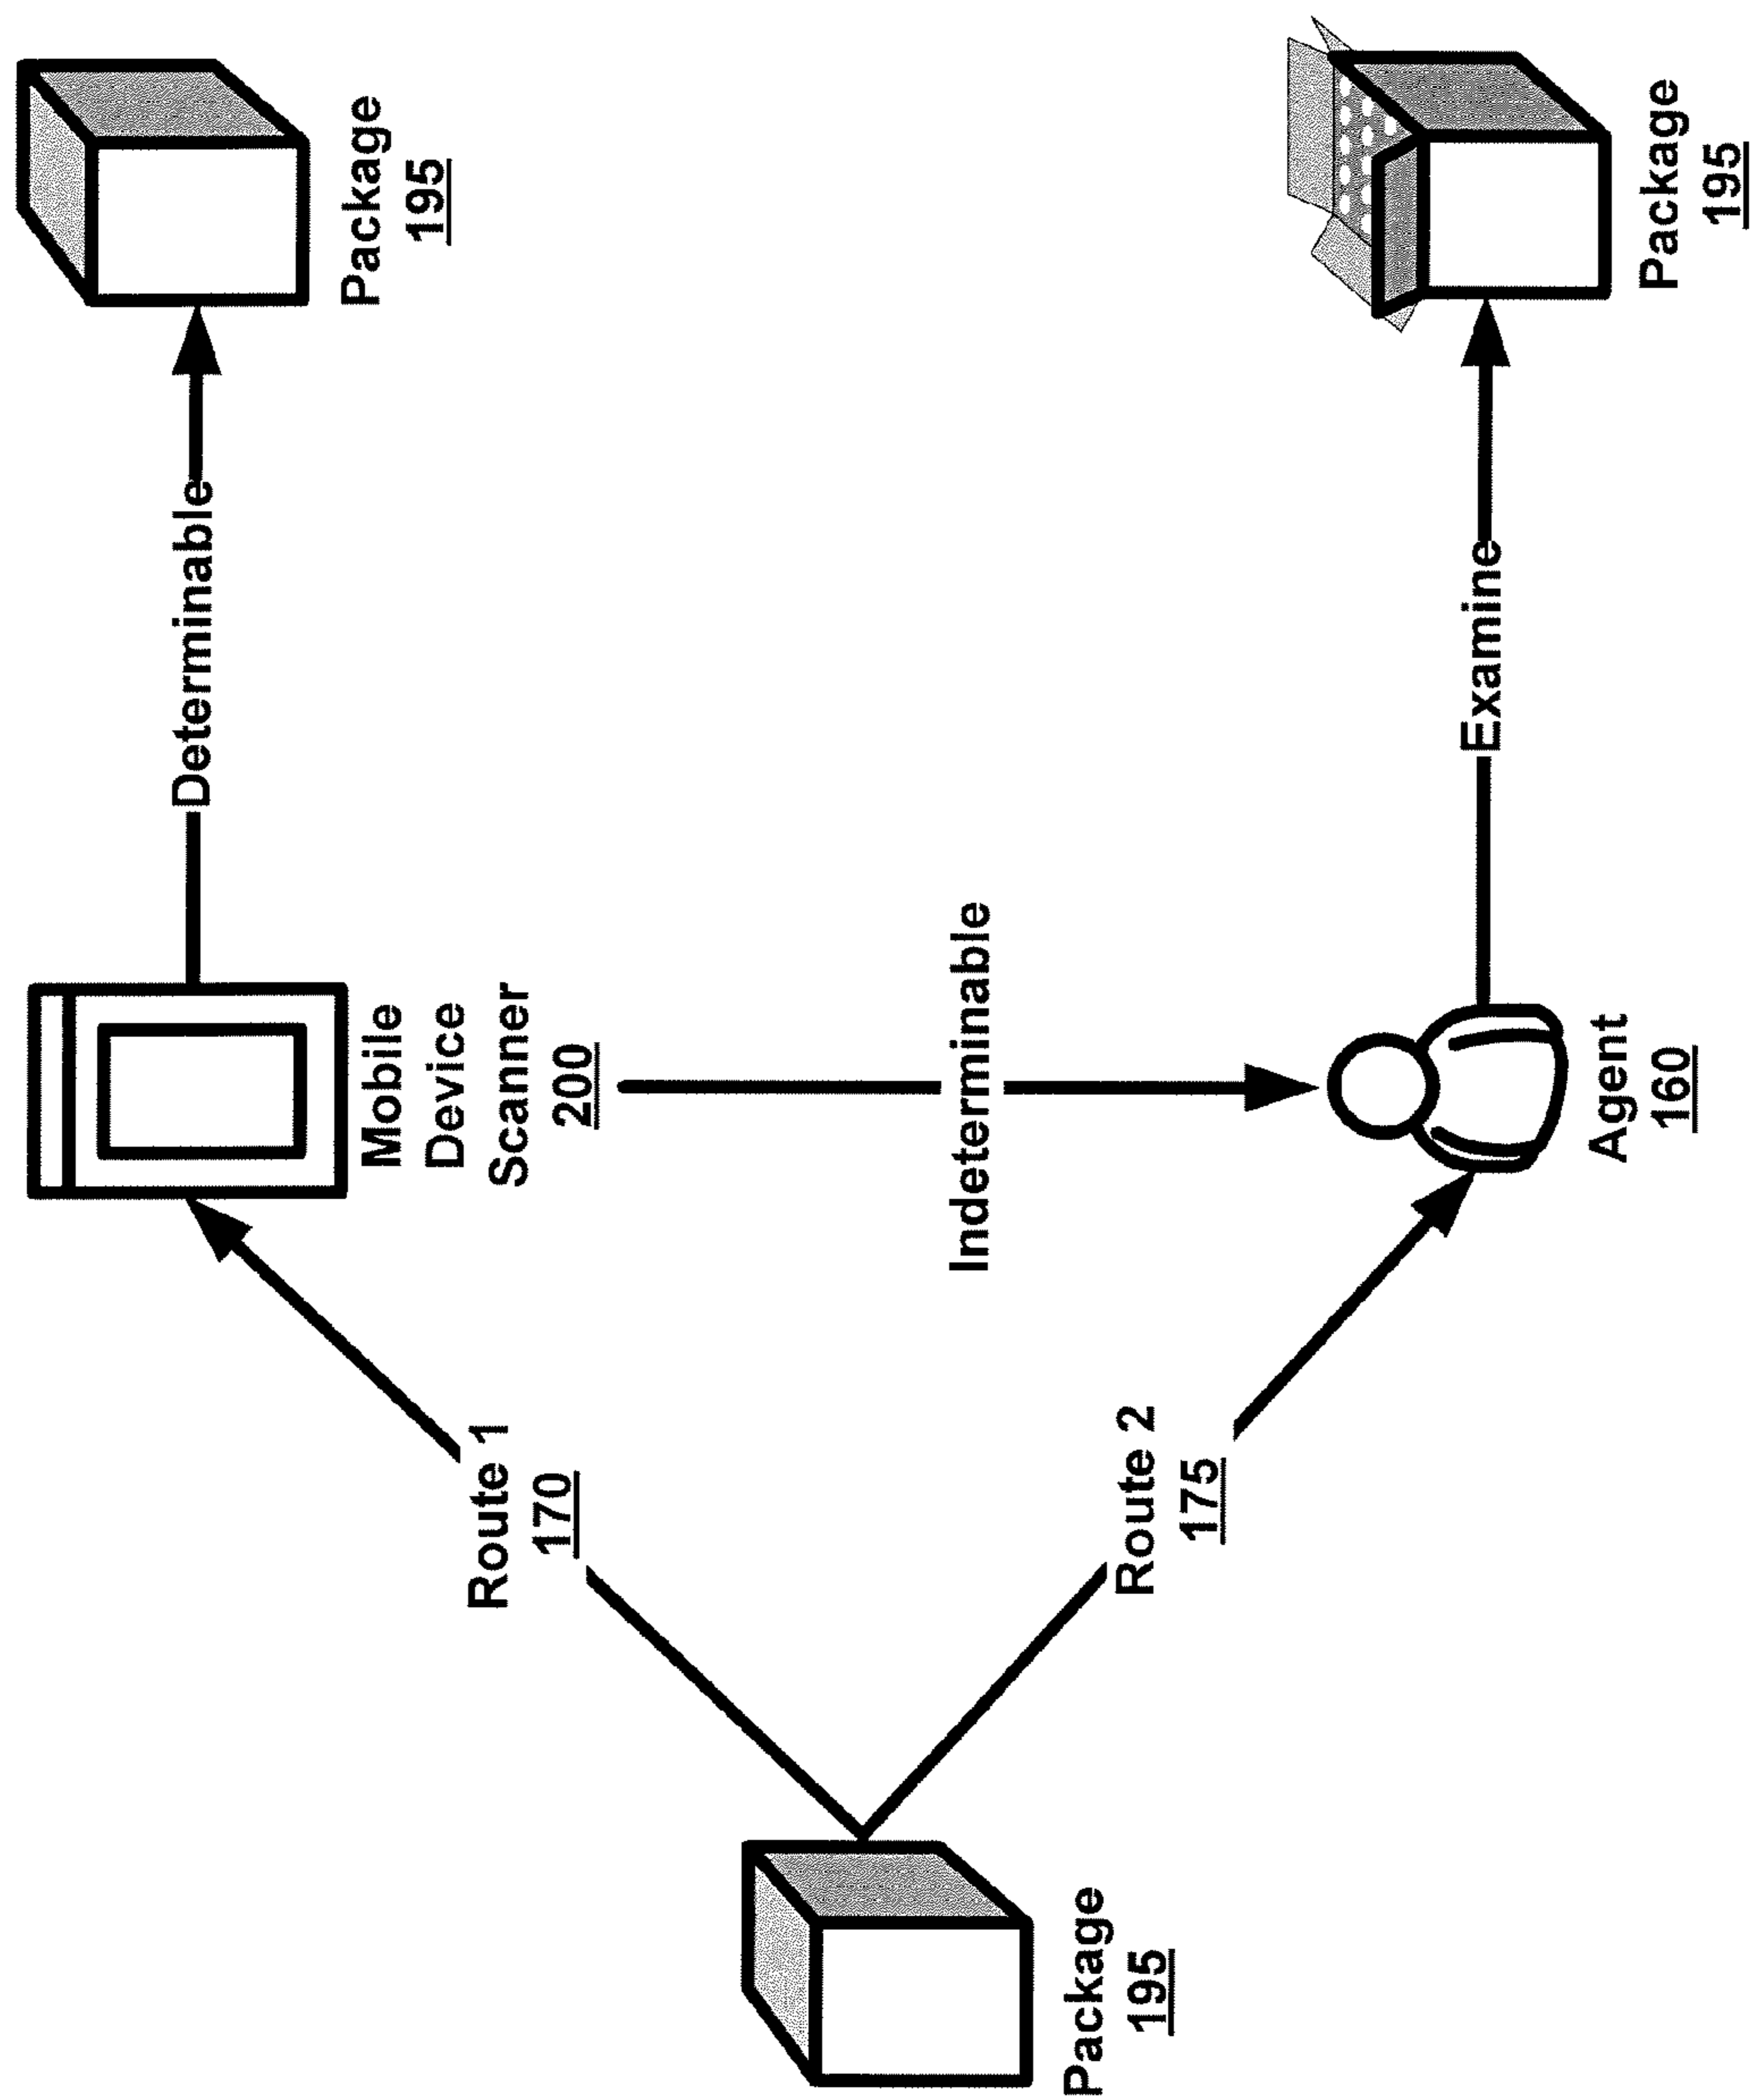 Package
195
Route 1
170
Route 2
175
Mobile
Device
Scanner
200
Indeterminable
Agent
160
Determinable
Package
195
Examine
Package
195